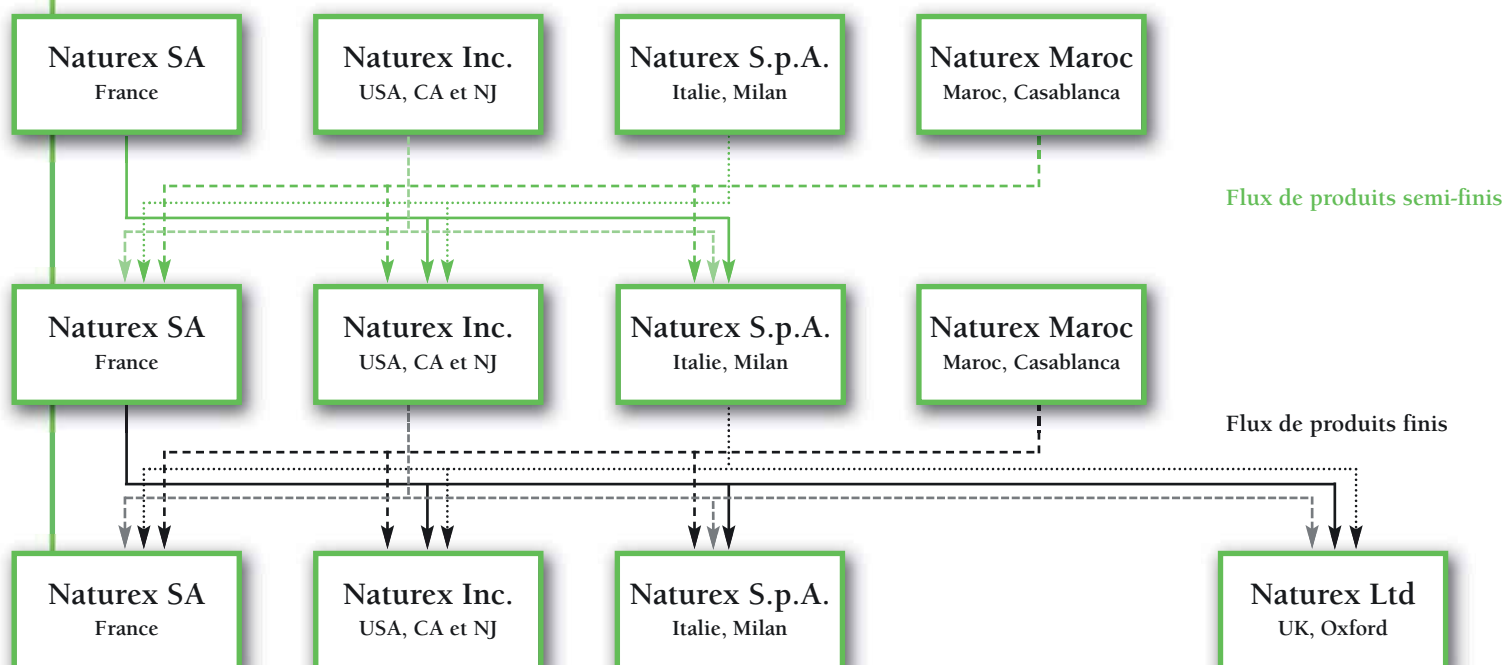 Naturex SA
France
Naturex Inc.
USA, CA et NJ
Naturex S.p.A.
Italie, Milan
Naturex Maroc
Maroc, Casablanca
Flux de produits semi-finis
Naturex SA
France
Naturex Inc.
USA, CA et NJ
Naturex S.p.A.
Italie, Milan
Naturex Maroc
Maroc, Casablanca
Flux de produits finis
Naturex SA
France
Naturex Inc.
USA, CA et NJ
Naturex S.p.A.
Italie, Milan
Naturex Ltd
UK, Oxford